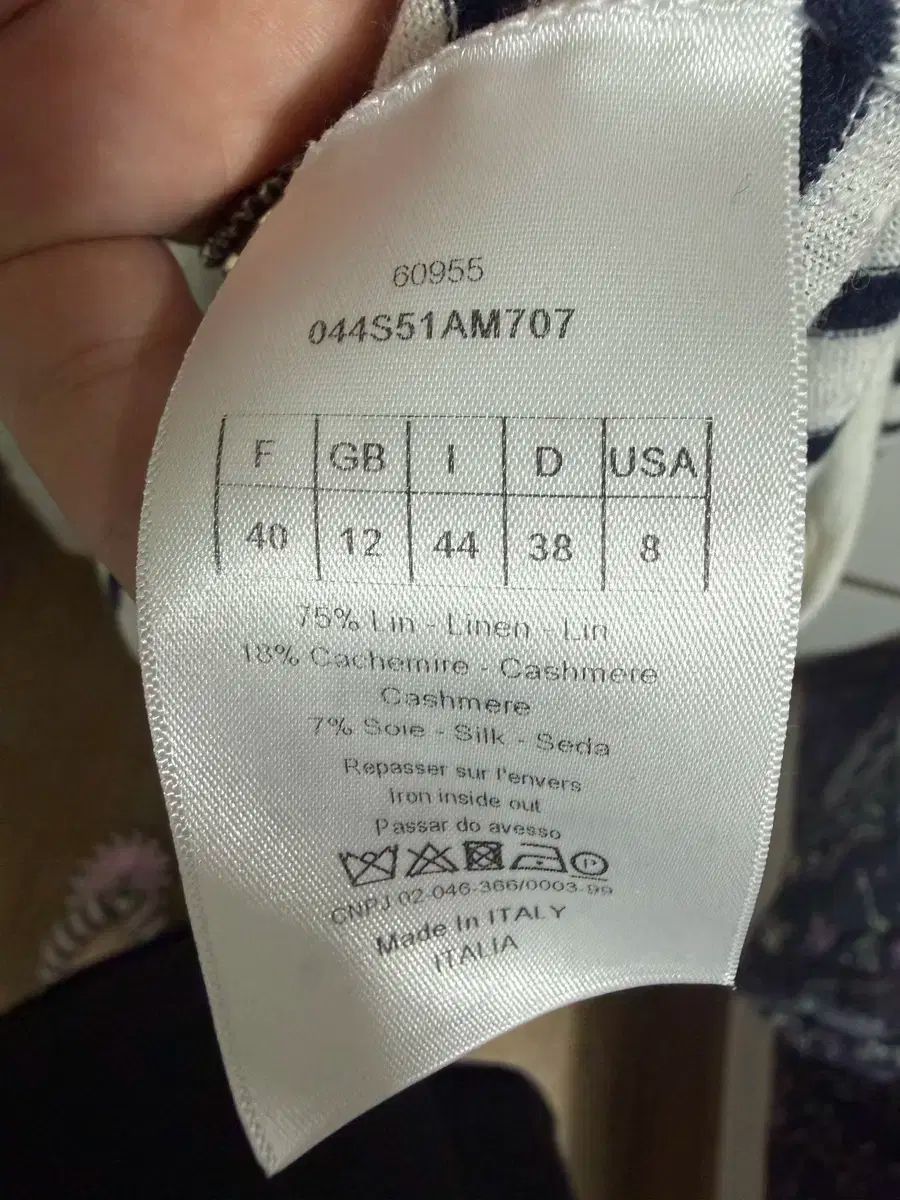 60955
044S51AM707
F GB I D USA
40 12 44 38 8
75% Lin - Linen - Lin
18% Cachemire - Cashmere
Cashmere
7% Soie - Silk - Seda
Repasser sur l'envers
Iron inside out
Passar do avesso
P
CNPJ 02-046-366/0003-99
Made In ITALY
ITALIA